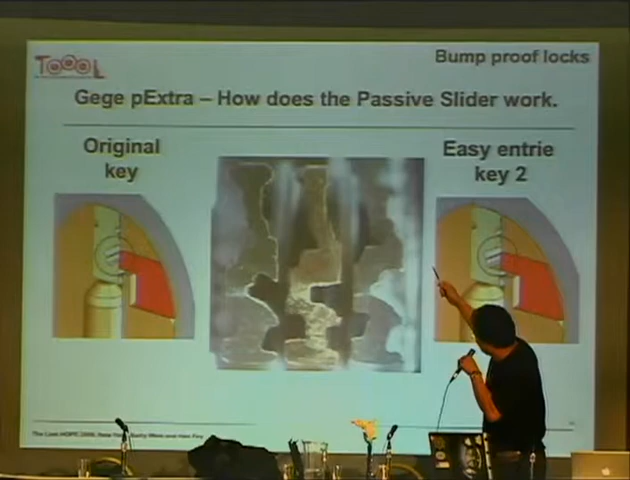 TOOOL
Bump proof locks
Gege pExtra – How does the Passive Slider work.
Original
key
Easy entrie
key 2